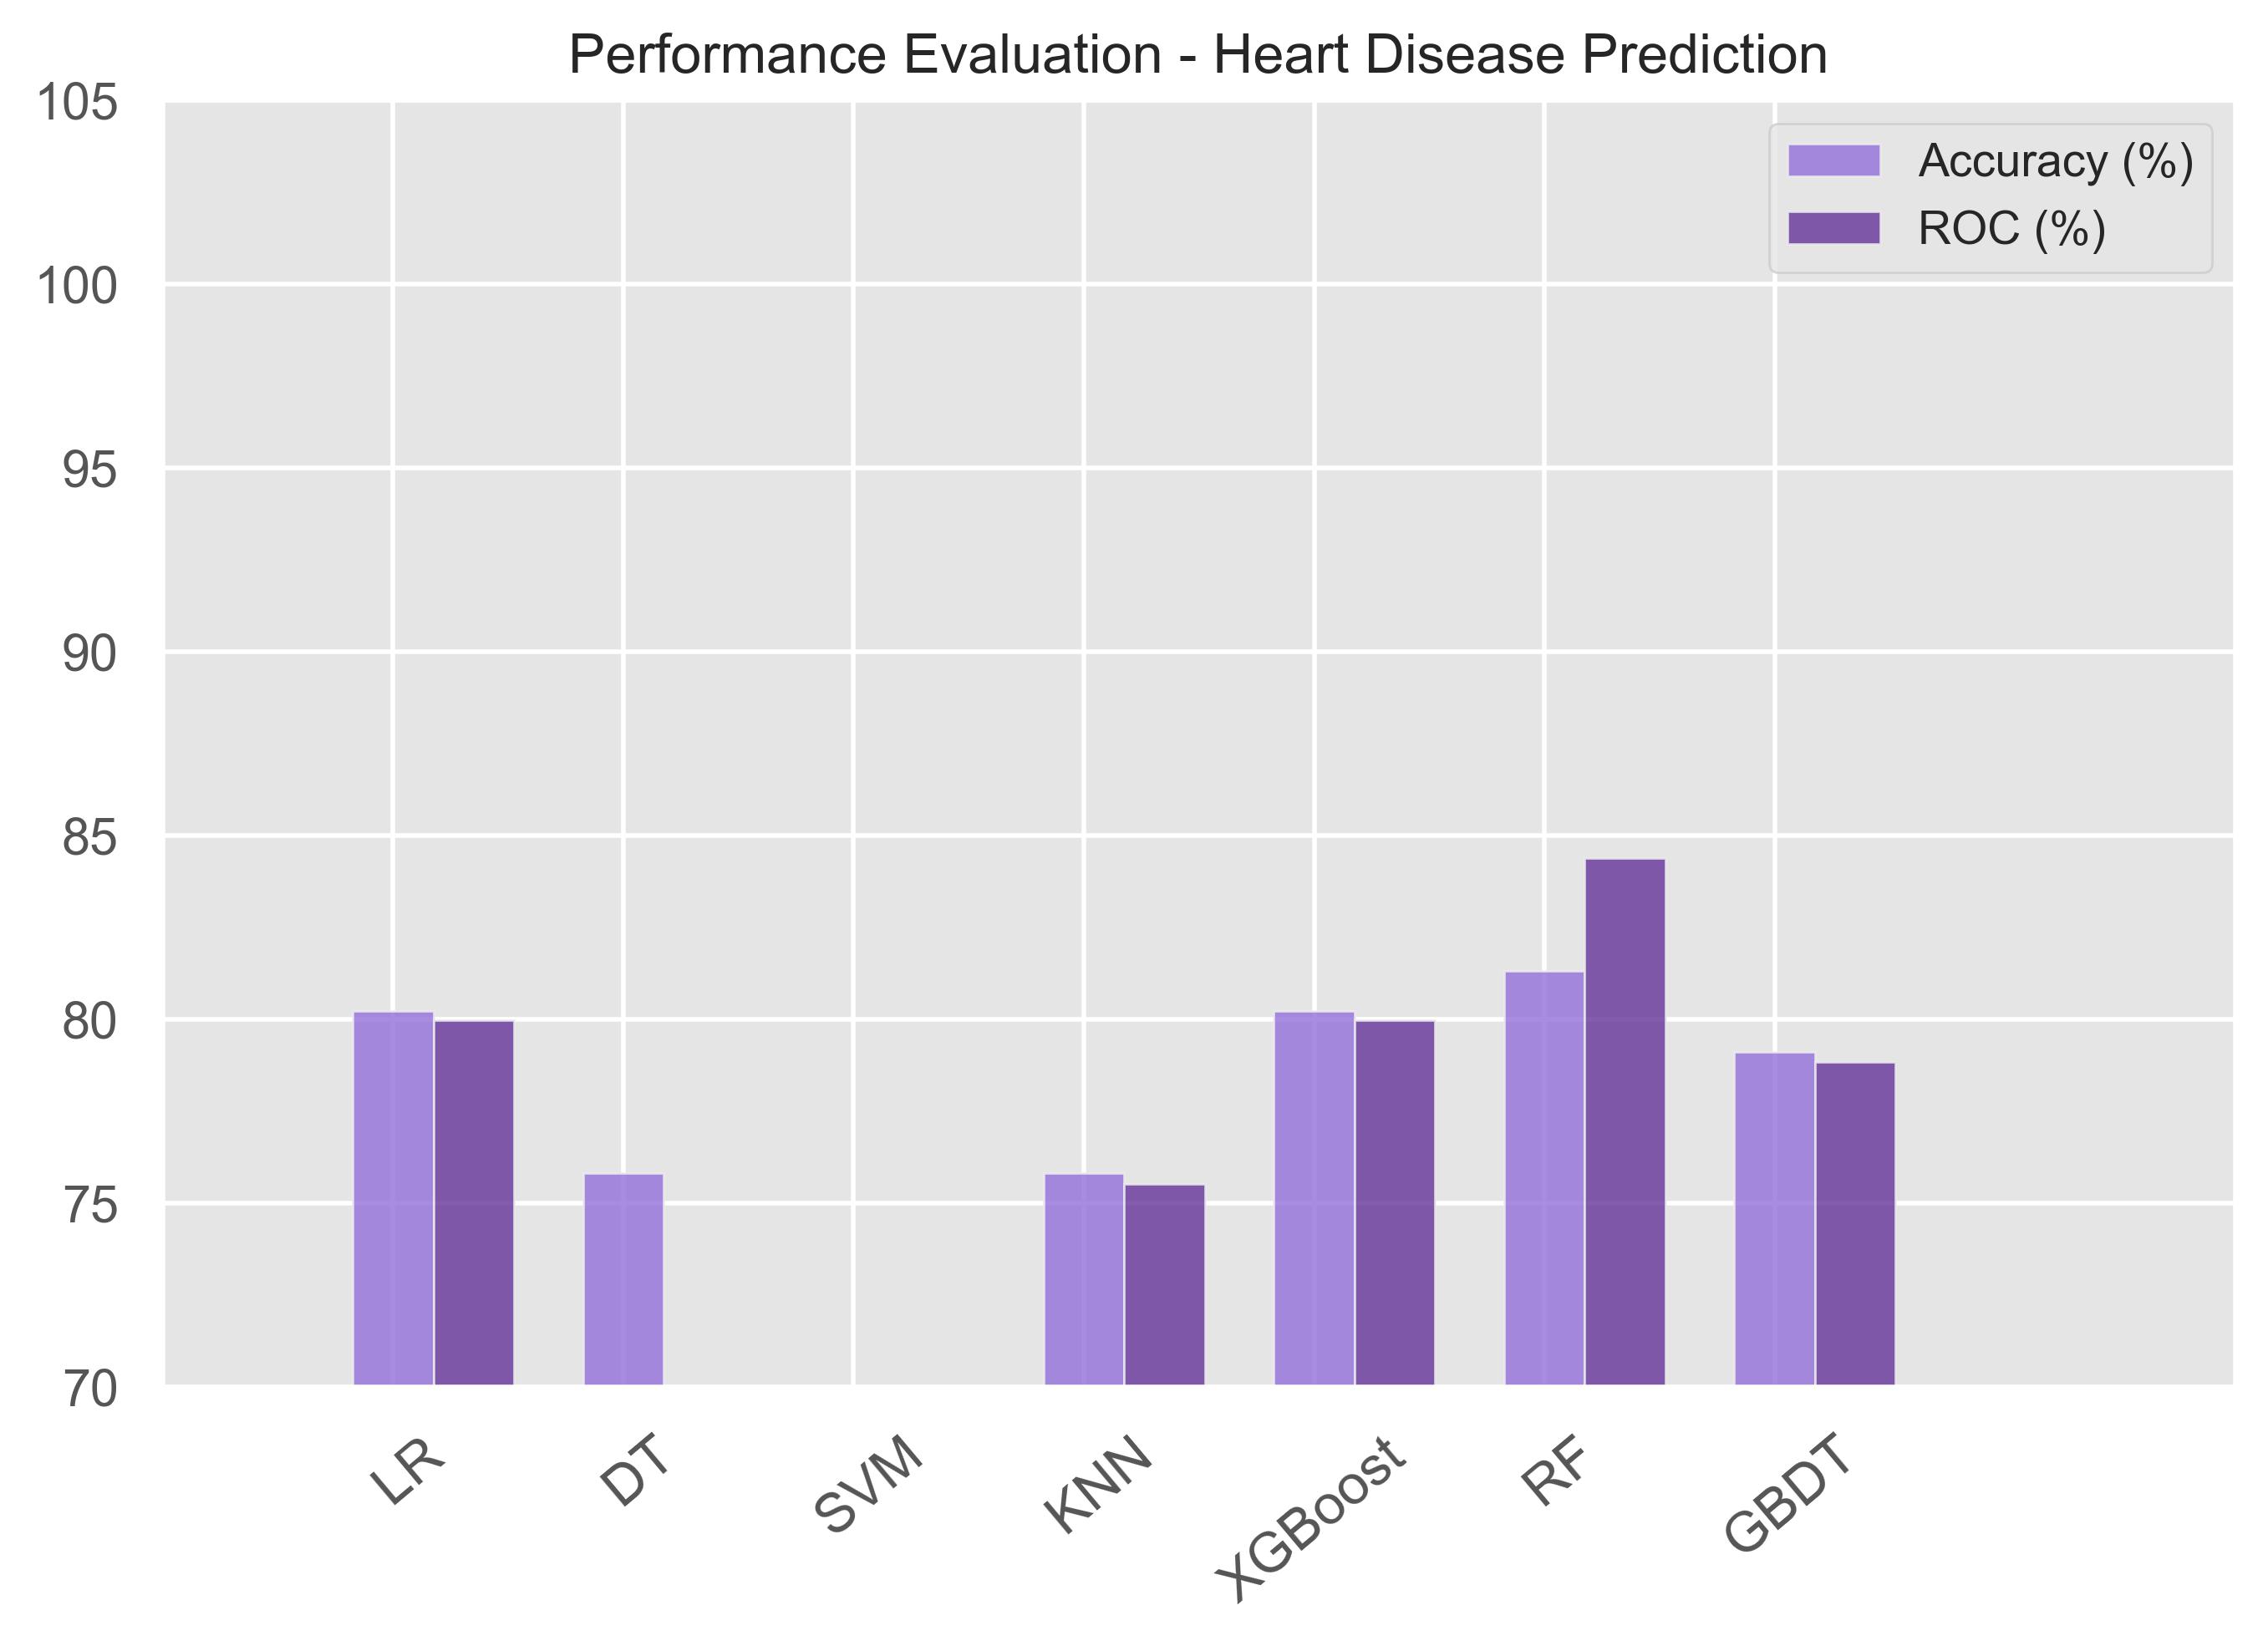 Performance Evaluation - Heart Disease Prediction
Accuracy (%)
ROC (%)
105
100
95
90
85
80
75
70
LR
DT
SVM
KNN
XGBoost
RF
GBDT